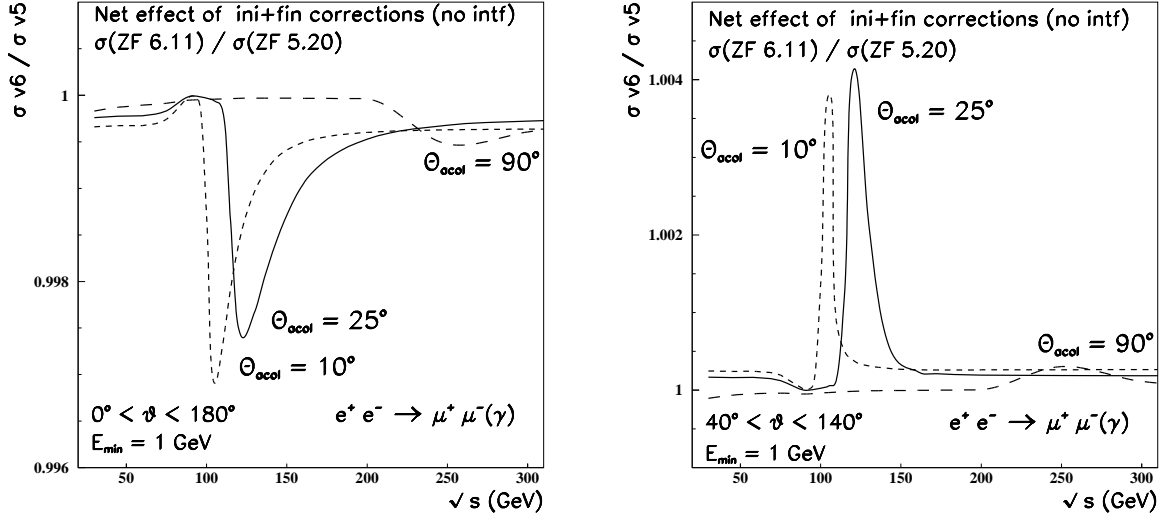 σ v6 / σ v5
Net effect of ini+fin corrections (no intf)
σ(ZF 6.11) / σ(ZF 5.20)
1
0.998
0.996
Θacol = 90°
Θacol = 25°
Θacol = 10°
0° < ϑ < 180°
e⁺ e⁻ → μ⁺ μ⁻(γ)
Emin = 1 GeV
50 100 150 200 250 300
√ s (GeV)
σ v6 / σ v5
Net effect of ini+fin corrections (no intf)
σ(ZF 6.11) / σ(ZF 5.20)
1.004
1.002
1
Θacol = 25°
Θacol = 10°
Θacol = 90°
40° < ϑ < 140°
e⁺ e⁻ → μ⁺ μ⁻(γ)
Emin = 1 GeV
50 100 150 200 250 300
√ s (GeV)